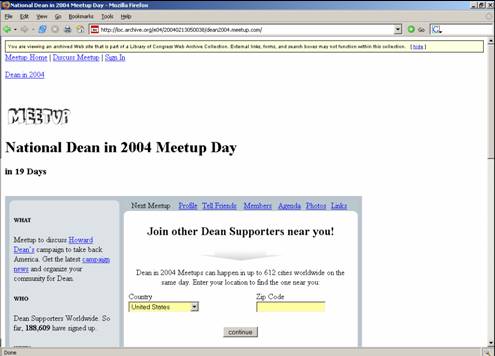 National Dean in 2004 Meetup Day - Mozilla Firefox
File Edit View Go Bookmarks Tools Help
http://loc.archive.org/e04/20040213050038/dean2004.meetup.com/
Go
You are viewing an archived Web site that is part of a Library of Congress Web Archive Collection. External links, forms, and search boxes may not function within this collection. [ hide ]
Meetup Home | Discuss Meetup | Sign In
Dean in 2004
MEETUP
National Dean in 2004 Meetup Day
in 19 Days
Next Meetup Profile Tell Friends Members Agenda Photos Links
WHAT
Meetup to discuss Howard
Dean's campaign to take back
America. Get the latest campaign
news and organize your
community for Dean.
WHO
Dean Supporters Worldwide. So
far, 188,609 have signed up.
WHEN
Join other Dean Supporters near you!
Dean in 2004 Meetups can happen in up to 612 cities worldwide on
the same day. Enter your location to find the one near you:
Country Zip Code
United States
continue
Done